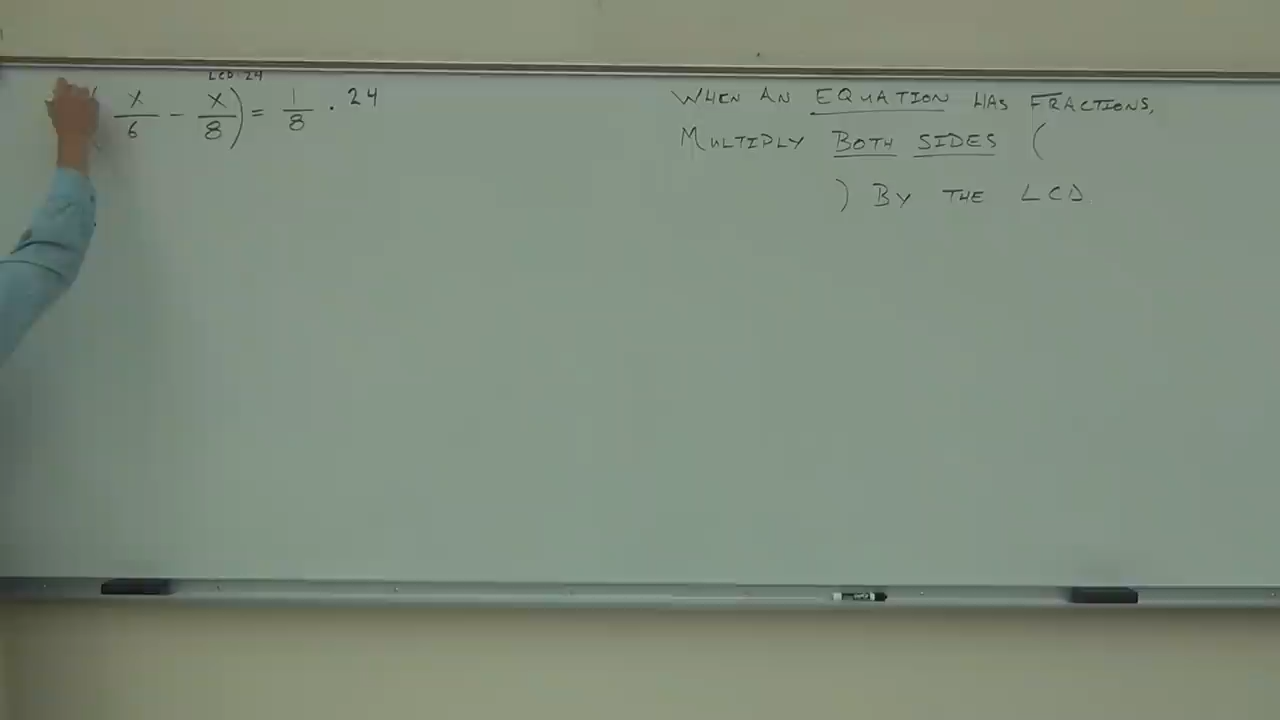 LCD 24
( x/6 - x/8 ) = 1/8 · 24
WHEN AN EQUATION HAS FRACTIONS,
MULTIPLY BOTH SIDES (
) BY THE LCD